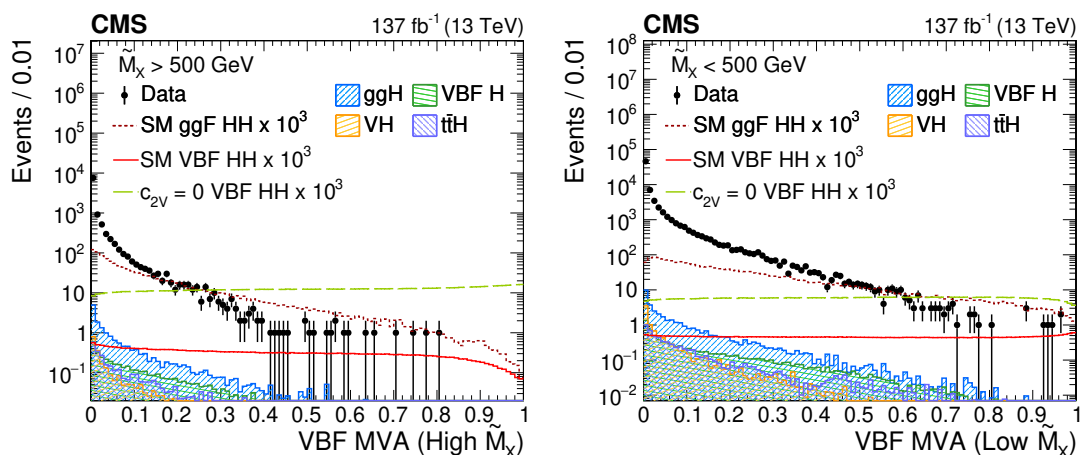 CMS 137 fb⁻¹ (13 TeV)
Events / 0.01
M̃_X > 500 GeV
Data
SM ggF HH x 10³
SM VBF HH x 10³
c_2V = 0 VBF HH x 10³
ggH VBF H
VH tt̄H
10⁷
10⁶
10⁵
10⁴
10³
10²
10
1
10⁻¹
0 0.1 0.2 0.3 0.4 0.5 0.6 0.7 0.8 0.9 1
VBF MVA (High M̃_X)
CMS 137 fb⁻¹ (13 TeV)
Events / 0.01
M̃_X < 500 GeV
Data
SM ggF HH x 10³
SM VBF HH x 10³
c_2V = 0 VBF HH x 10³
ggH VBF H
VH tt̄H
10⁸
10⁷
10⁶
10⁵
10⁴
10³
10²
10
1
10⁻¹
10⁻²
0 0.1 0.2 0.3 0.4 0.5 0.6 0.7 0.8 0.9 1
VBF MVA (Low M̃_X)